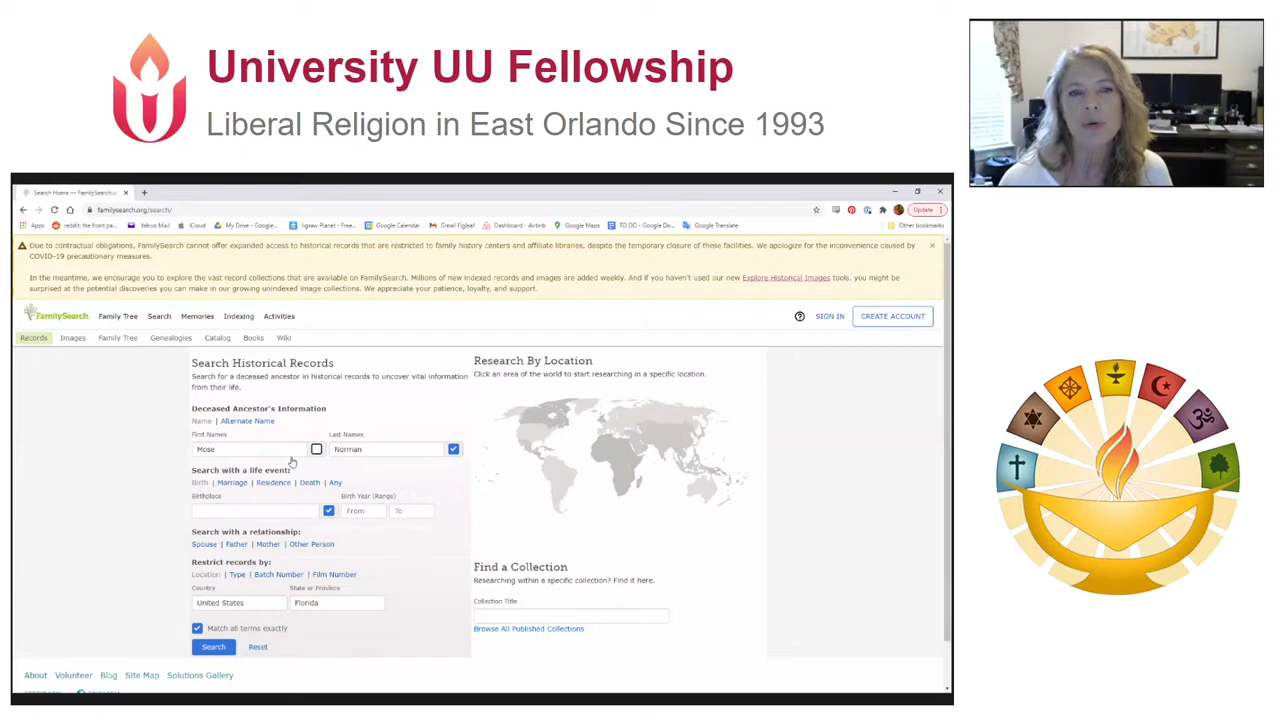 University UU Fellowship
Liberal Religion in East Orlando Since 1993
Search Home — FamilySearch.o
familysearch.org/search/
Update
Apps
reddit: the front pa
Yahoo Mail
iCloud
My Drive - Google...
Jigsaw Planet - Free...
Google Calendar
Gmail Figleaf
Dashboard - Airbnb
Google Maps
TO DO - Google Do...
Google Translate
Other bookmarks
Due to contractual obligations, FamilySearch cannot offer expanded access to historical records that are restricted to family history centers and affiliate libraries, despite the temporary closure of these facilities. We apologize for the inconvenience caused by
COVID-19 precautionary measures.
In the meantime, we encourage you to explore the vast record collections that are available on FamilySearch. Millions of new indexed records and images are added weekly. And if you haven't used our new Explore Historical Images tools, you might be
surprised at the potential discoveries you can make in our growing unindexed image collections. We appreciate your patience, loyalty, and support.
FamilySearch Family Tree Search Memories Indexing Activities
SIGN IN CREATE ACCOUNT
Records Images Family Tree Genealogies Catalog Books Wiki
Search Historical Records
Search for a deceased ancestor in historical records to uncover vital information
from their life.
Deceased Ancestor's Information
Name | Alternate Name
First Names Last Names
Mose Norman
Search with a life event:
Birth | Marriage | Residence | Death | Any
Birthplace Birth Year (Range)
From To
Search with a relationship:
Spouse | Father | Mother | Other Person
Restrict records by:
Location: | Type | Batch Number | Film Number
Country State or Province
United States Florida
Match all terms exactly
Search Reset
Research By Location
Click an area of the world to start researching in a specific location.
Find a Collection
Researching within a specific collection? Find it here.
Collection Title
Browse All Published Collections
About Volunteer Blog Site Map Solutions Gallery